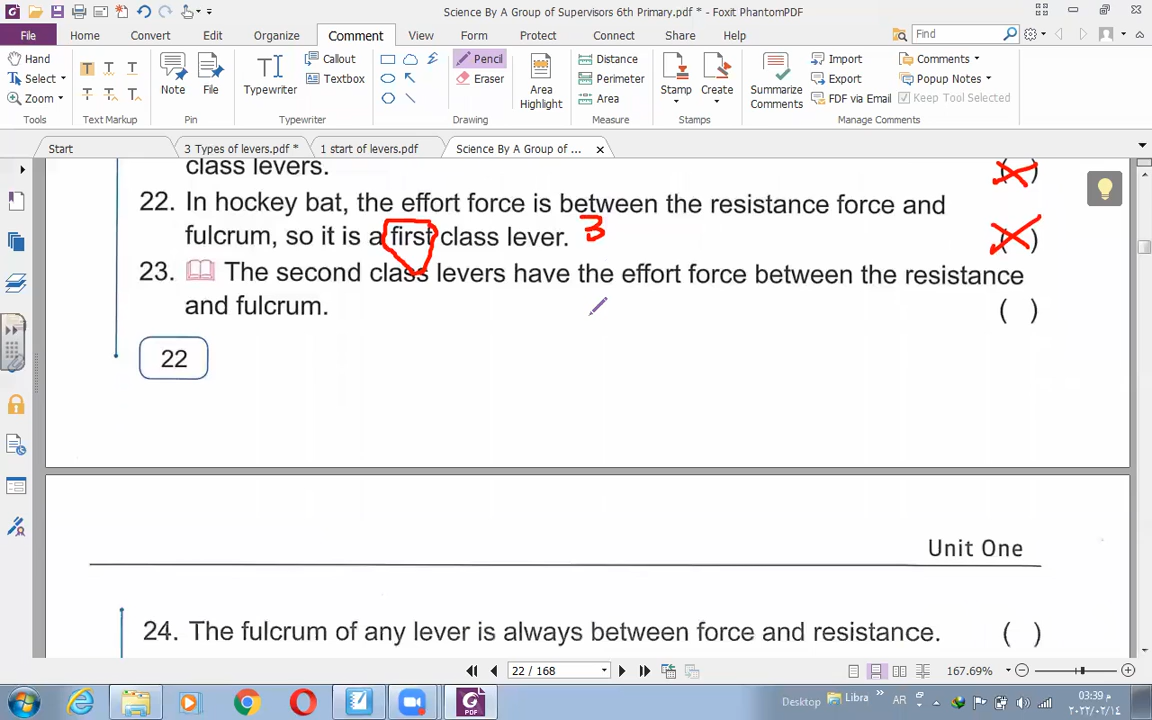 Science By A Group of Supervisors 6th Primary.pdf * - Foxit PhantomPDF
File Home Convert Edit Organize Comment View Form Protect Connect Share Help Find
Hand Select Zoom Tools
T T T T T T Text Markup
Note File Pin
Typewriter Callout Textbox Typewriter
Pencil Eraser Drawing
Area Highlight Distance Perimeter Area Measure
Stamp Create Stamps
Summarize Comments Import Export FDF via Email Comments Popup Notes Keep Tool Selected Manage Comments
Start 3 Types of levers.pdf * 1 start of levers.pdf Science By A Group of ...
class levers. ( )
22. In hockey bat, the effort force is between the resistance force and
fulcrum, so it is a first class lever. 3 ( )
23. The second class levers have the effort force between the resistance
and fulcrum. ( )
22
Unit One
24. The fulcrum of any lever is always between force and resistance. ( )
22 / 168 167.69%
Desktop Libra AR 03:39 م
٢٠٢٢/٠٢/١٤
PDF